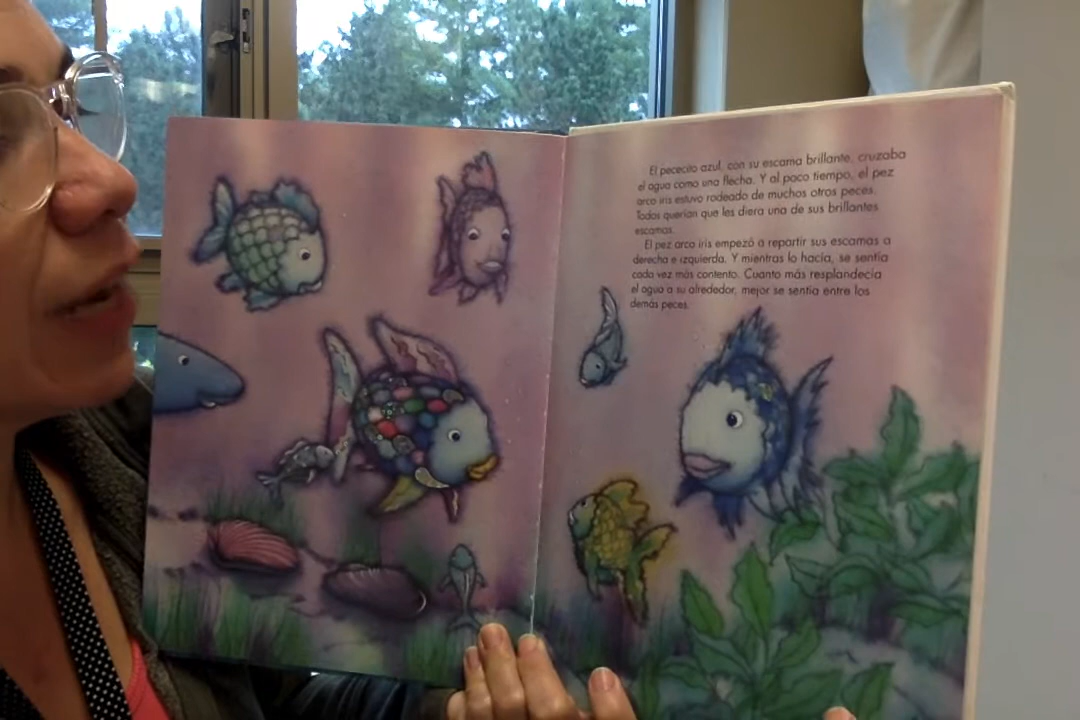 El pececito azul, con su escama brillante, cruzaba
el agua como una flecha. Y al poco tiempo, el pez
arco iris estuvo rodeado de muchos otros peces.
Todos querían que les diera una de sus brillantes
escamas.
El pez arco iris empezó a repartir sus escamas a
derecha e izquierda. Y mientras lo hacía, se sentía
cada vez más contento. Cuanto más resplandecía
el agua a su alrededor, mejor se sentía entre los
demás peces.